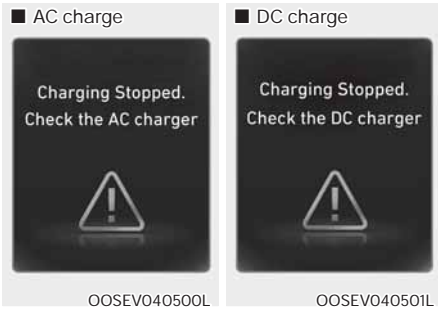 ■ AC charge
Charging Stopped.
Check the AC charger
OOSEV040500L
■ DC charge
Charging Stopped.
Check the DC charger
OOSEV040501L